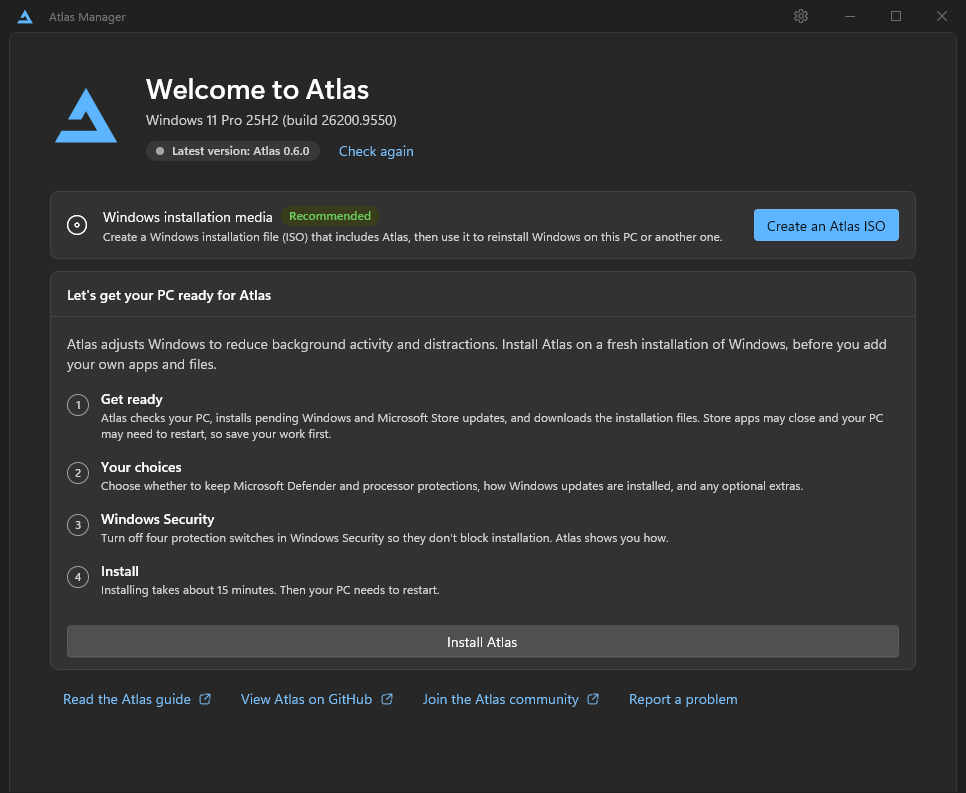 Atlas Manager
Welcome to Atlas
Windows 11 Pro 25H2 (build 26200.9550)
Latest version: Atlas 0.6.0 Check again
Windows installation media Recommended
Create a Windows installation file (ISO) that includes Atlas, then use it to reinstall Windows on this PC or another one.
Create an Atlas ISO
Let's get your PC ready for Atlas
Atlas adjusts Windows to reduce background activity and distractions. Install Atlas on a fresh installation of Windows, before you add
your own apps and files.
1 Get ready
Atlas checks your PC, installs pending Windows and Microsoft Store updates, and downloads the installation files. Store apps may close and your PC
may need to restart, so save your work first.
2 Your choices
Choose whether to keep Microsoft Defender and processor protections, how Windows updates are installed, and any optional extras.
3 Windows Security
Turn off four protection switches in Windows Security so they don't block installation. Atlas shows you how.
4 Install
Installing takes about 15 minutes. Then your PC needs to restart.
Install Atlas
Read the Atlas guide View Atlas on GitHub Join the Atlas community Report a problem